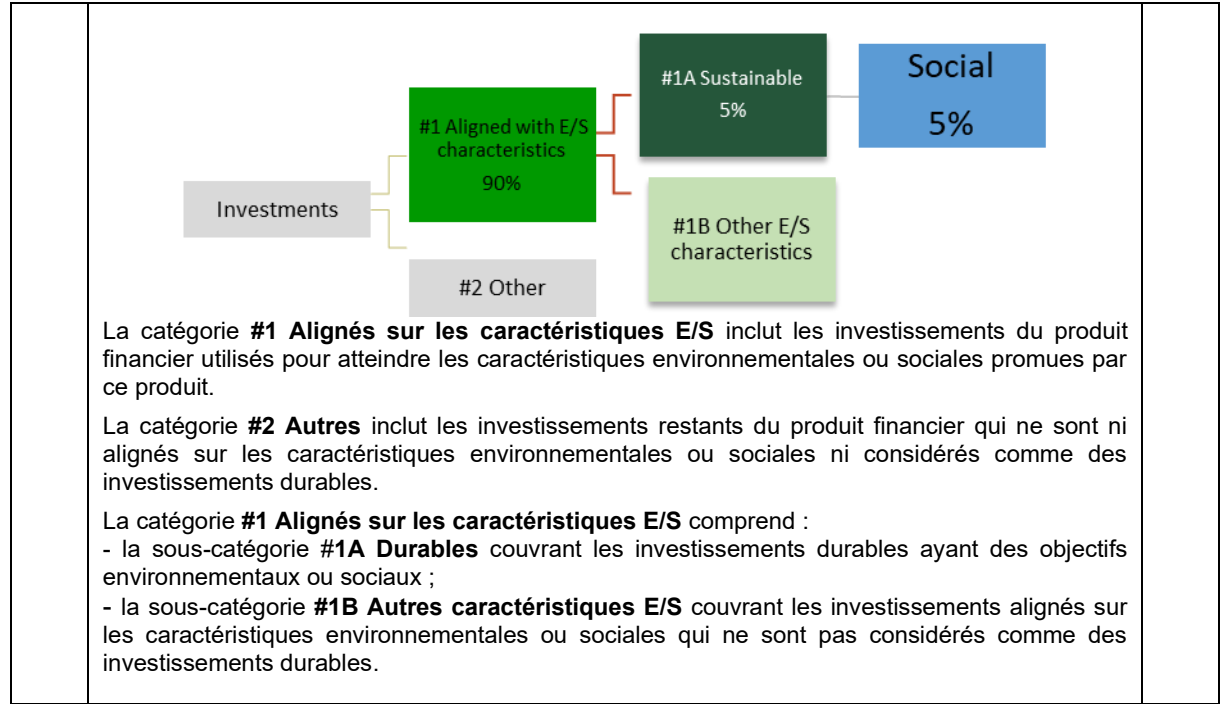 Social
5%
#1A Sustainable
5%
#1 Aligned with E/S
characteristics
90%
Investments
#1B Other E/S
characteristics
#2 Other
La catégorie #1 Alignés sur les caractéristiques E/S inclut les investissements du produit
financier utilisés pour atteindre les caractéristiques environnementales ou sociales promues par
ce produit.
La catégorie #2 Autres inclut les investissements restants du produit financier qui ne sont ni
alignés sur les caractéristiques environnementales ou sociales ni considérés comme des
investissements durables.
La catégorie #1 Alignés sur les caractéristiques E/S comprend :
- la sous-catégorie #1A Durables couvrant les investissements durables ayant des objectifs
environnementaux ou sociaux ;
- la sous-catégorie #1B Autres caractéristiques E/S couvrant les investissements alignés sur
les caractéristiques environnementales ou sociales qui ne sont pas considérés comme des
investissements durables.